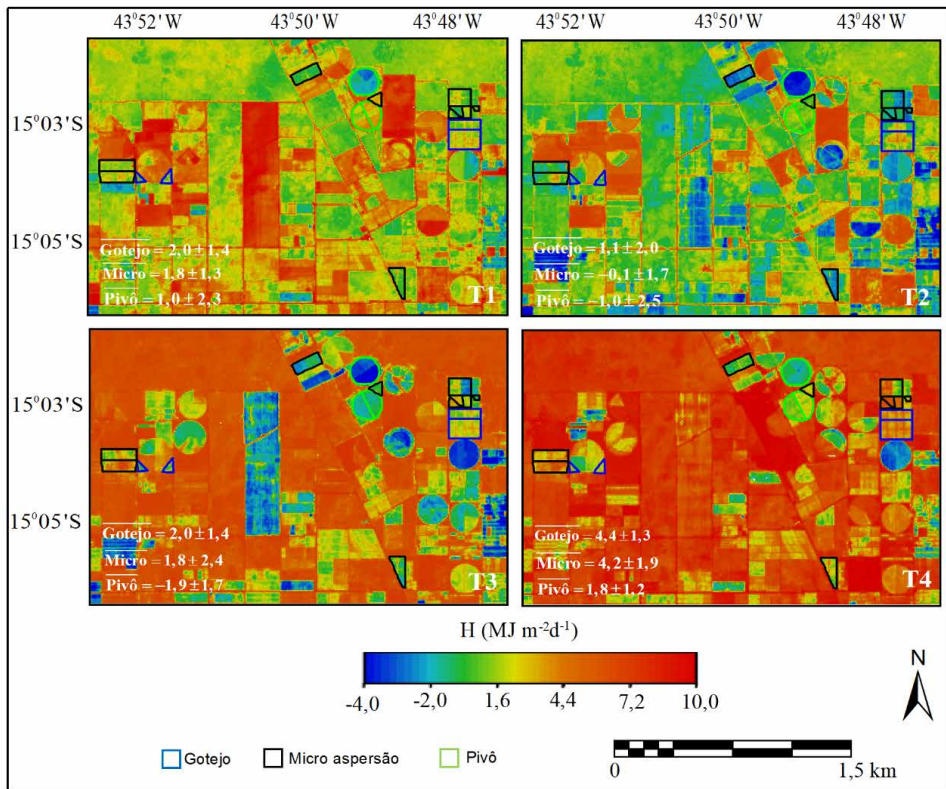 43°52'W 43°50'W 43°48'W 43°52'W 43°50'W 43°48'W
15°03'S
15°05'S
Gotejo = 2,0 ± 1,4
Micro = 1,8 ± 1,3
Pivô = 1,0 ± 2,3
T1
Gotejo = 1,1 ± 2,0
Micro = −0,1 ± 1,7
Pivô = −1,0 ± 2,5
T2
15°03'S
15°05'S
Gotejo = 2,0 ± 1,4
Micro = 1,8 ± 2,4
Pivô = −1,9 ± 1,7
T3
Gotejo = 4,4 ± 1,3
Micro = 4,2 ± 1,9
Pivô = 1,8 ± 1,2
T4
H (MJ m⁻²d⁻¹)
-4,0 -2,0 1,6 4,4 7,2 10,0
N
Gotejo Micro aspersão Pivô
0 1,5 km